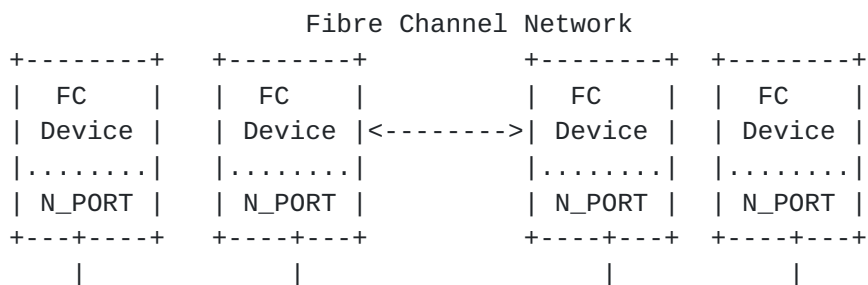 Fibre Channel Network
+--------+   +--------+          +--------+  +--------+
|  FC    |   |  FC    |          |  FC    |  |  FC    |
| Device |   | Device |<-------->| Device |  | Device |
|........|   |........|          |........|  |........|
| N_PORT |   | N_PORT |          | N_PORT |  | N_PORT |
+---+----+   +----+---+          +----+---+  +----+---+
    |             |                   |           |